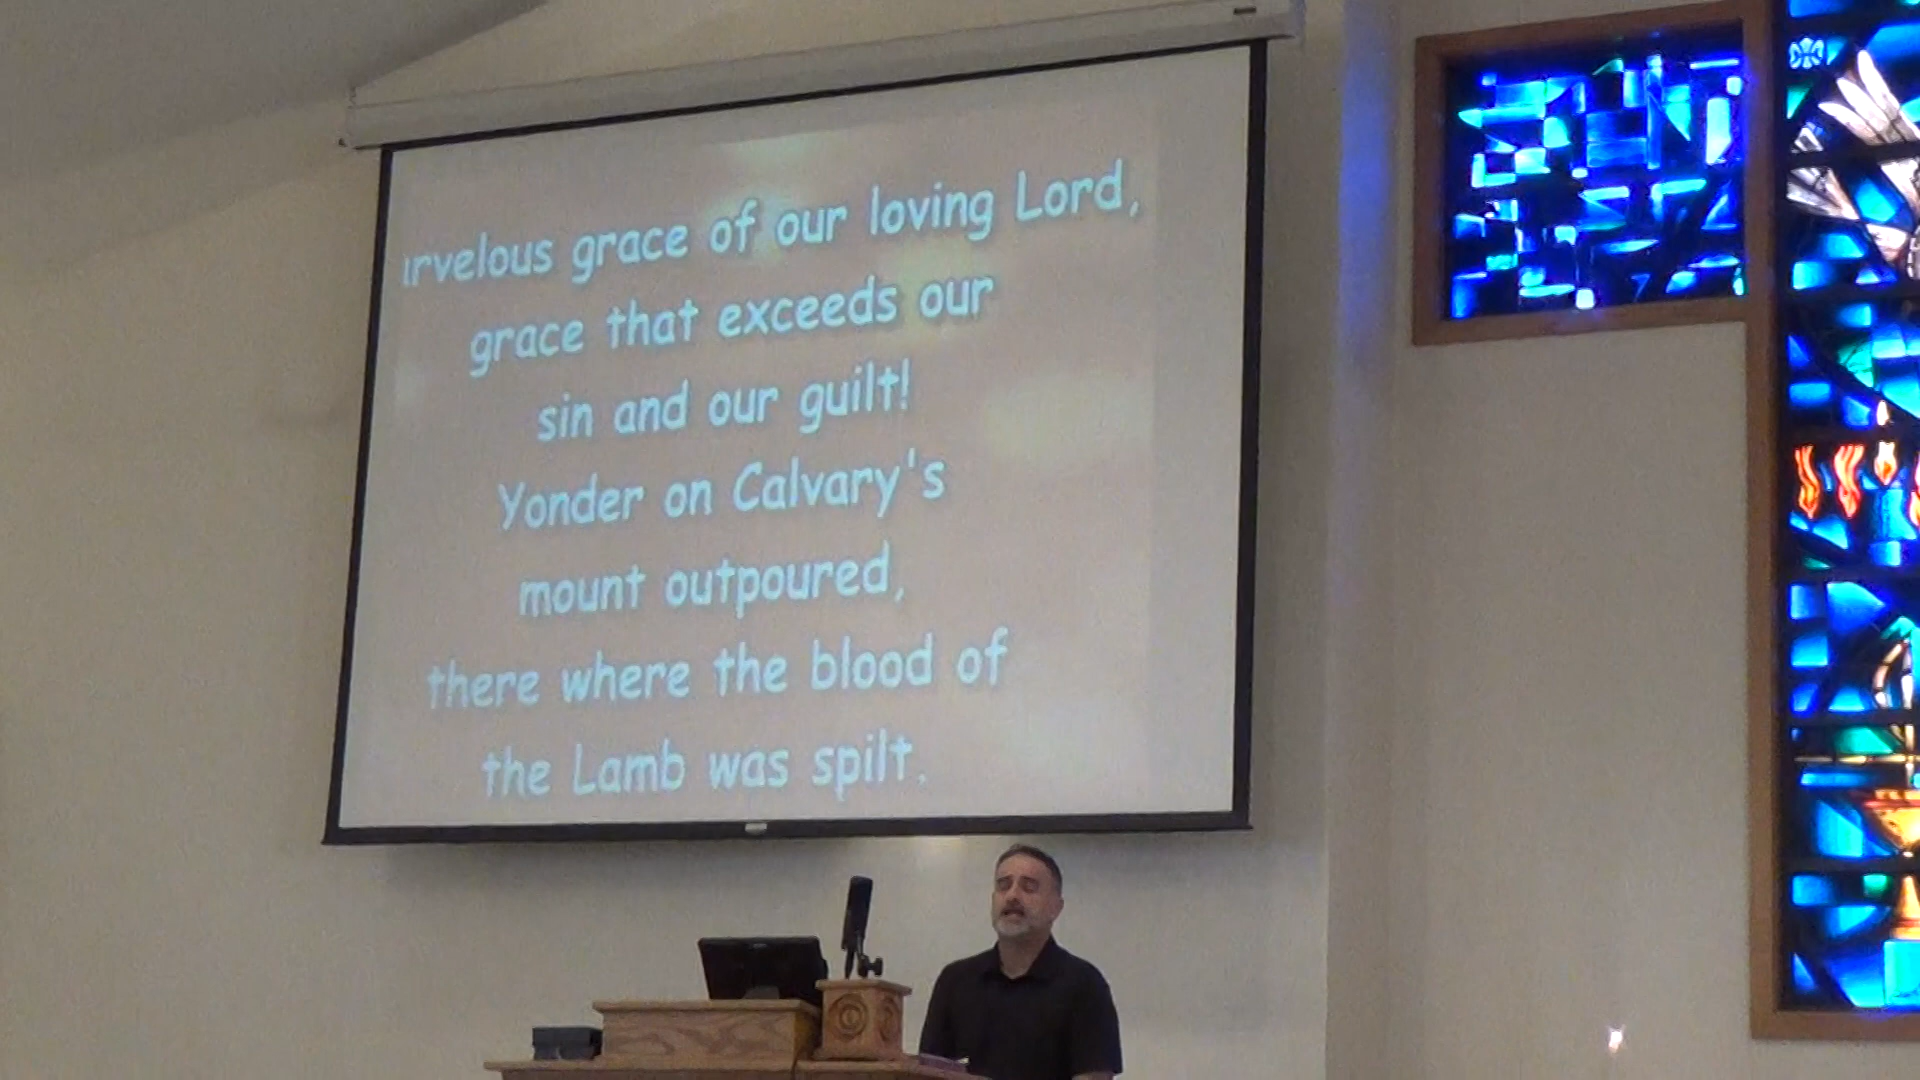 arvelous grace of our loving Lord,
grace that exceeds our
sin and our guilt!
Yonder on Calvary's
mount outpoured,
there where the blood of
the Lamb was spilt.